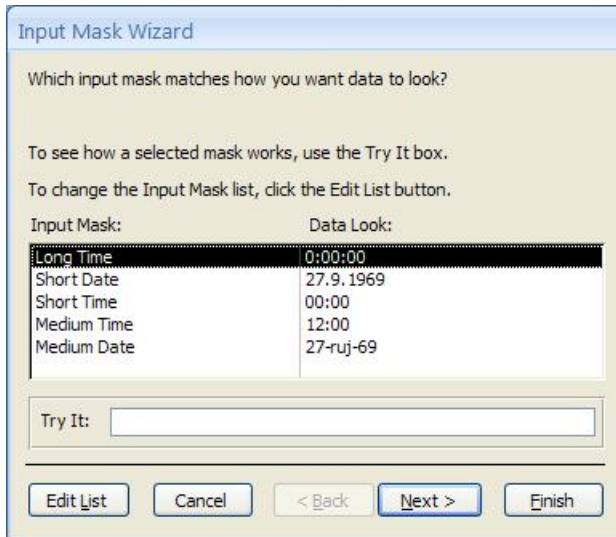 Input Mask Wizard
Which input mask matches how you want data to look?
To see how a selected mask works, use the Try It box.
To change the Input Mask list, click the Edit List button.
Input Mask: Data Look:
Long Time 0:00:00
Short Date 27.9.1969
Short Time 00:00
Medium Time 12:00
Medium Date 27-ruj-69
Try It:
Edit List Cancel < Back Next > Finish